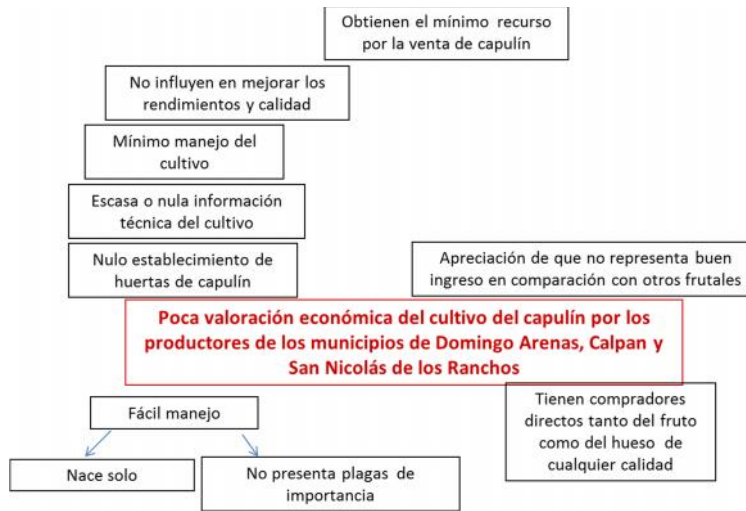 Obtienen el mínimo recurso
por la venta de capulín
No influyen en mejorar los
rendimientos y calidad
Mínimo manejo del
cultivo
Escasa o nula información
técnica del cultivo
Nulo establecimiento de
huertas de capulín
Apreciación de que no representa buen
ingreso en comparación con otros frutales
Poca valoración económica del cultivo del capulín por los
productores de los municipios de Domingo Arenas, Calpan y
San Nicolás de los Ranchos
Fácil manejo
Nace solo
No presenta plagas de
importancia
Tienen compradores
directos tanto del fruto
como del hueso de
cualquier calidad